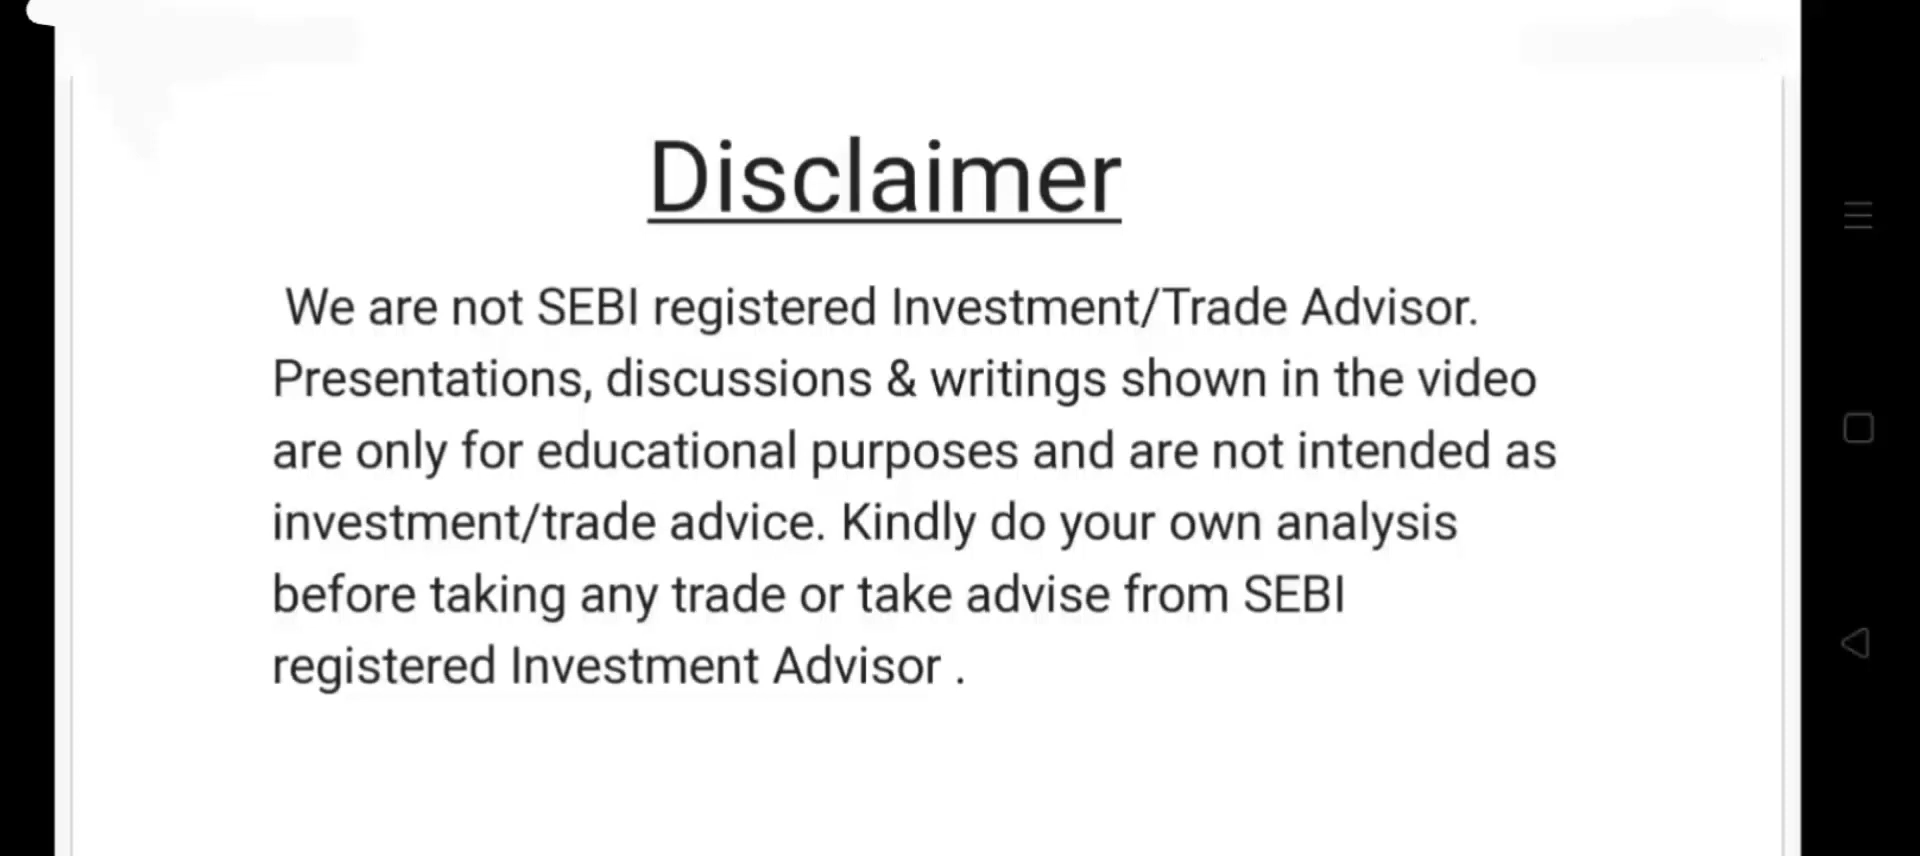 Disclaimer
We are not SEBI registered Investment/Trade Advisor.
Presentations, discussions & writings shown in the video
are only for educational purposes and are not intended as
investment/trade advice. Kindly do your own analysis
before taking any trade or take advise from SEBI
registered Investment Advisor .